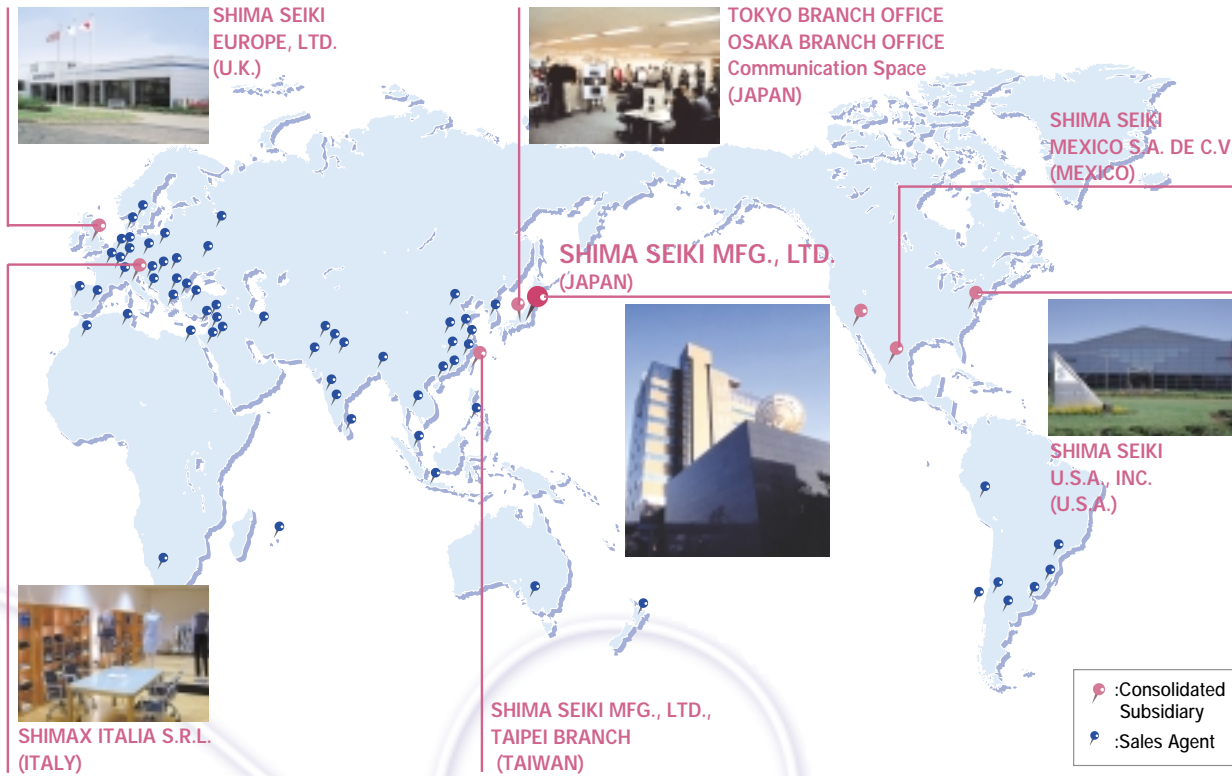 SHIMA SEIKI
EUROPE, LTD.
(U.K.)
TOKYO BRANCH OFFICE
OSAKA BRANCH OFFICE
Communication Space
(JAPAN)
SHIMA SEIKI
MEXICO S.A. DE C.V
(MEXICO)
SHIMA SEIKI MFG., LTD.
(JAPAN)
SHIMA SEIKI
U.S.A., INC.
(U.S.A.)
SHIMAX ITALIA S.R.L.
(ITALY)
SHIMA SEIKI MFG., LTD.,
TAIPEI BRANCH
(TAIWAN)
:Consolidated
Subsidiary
:Sales Agent